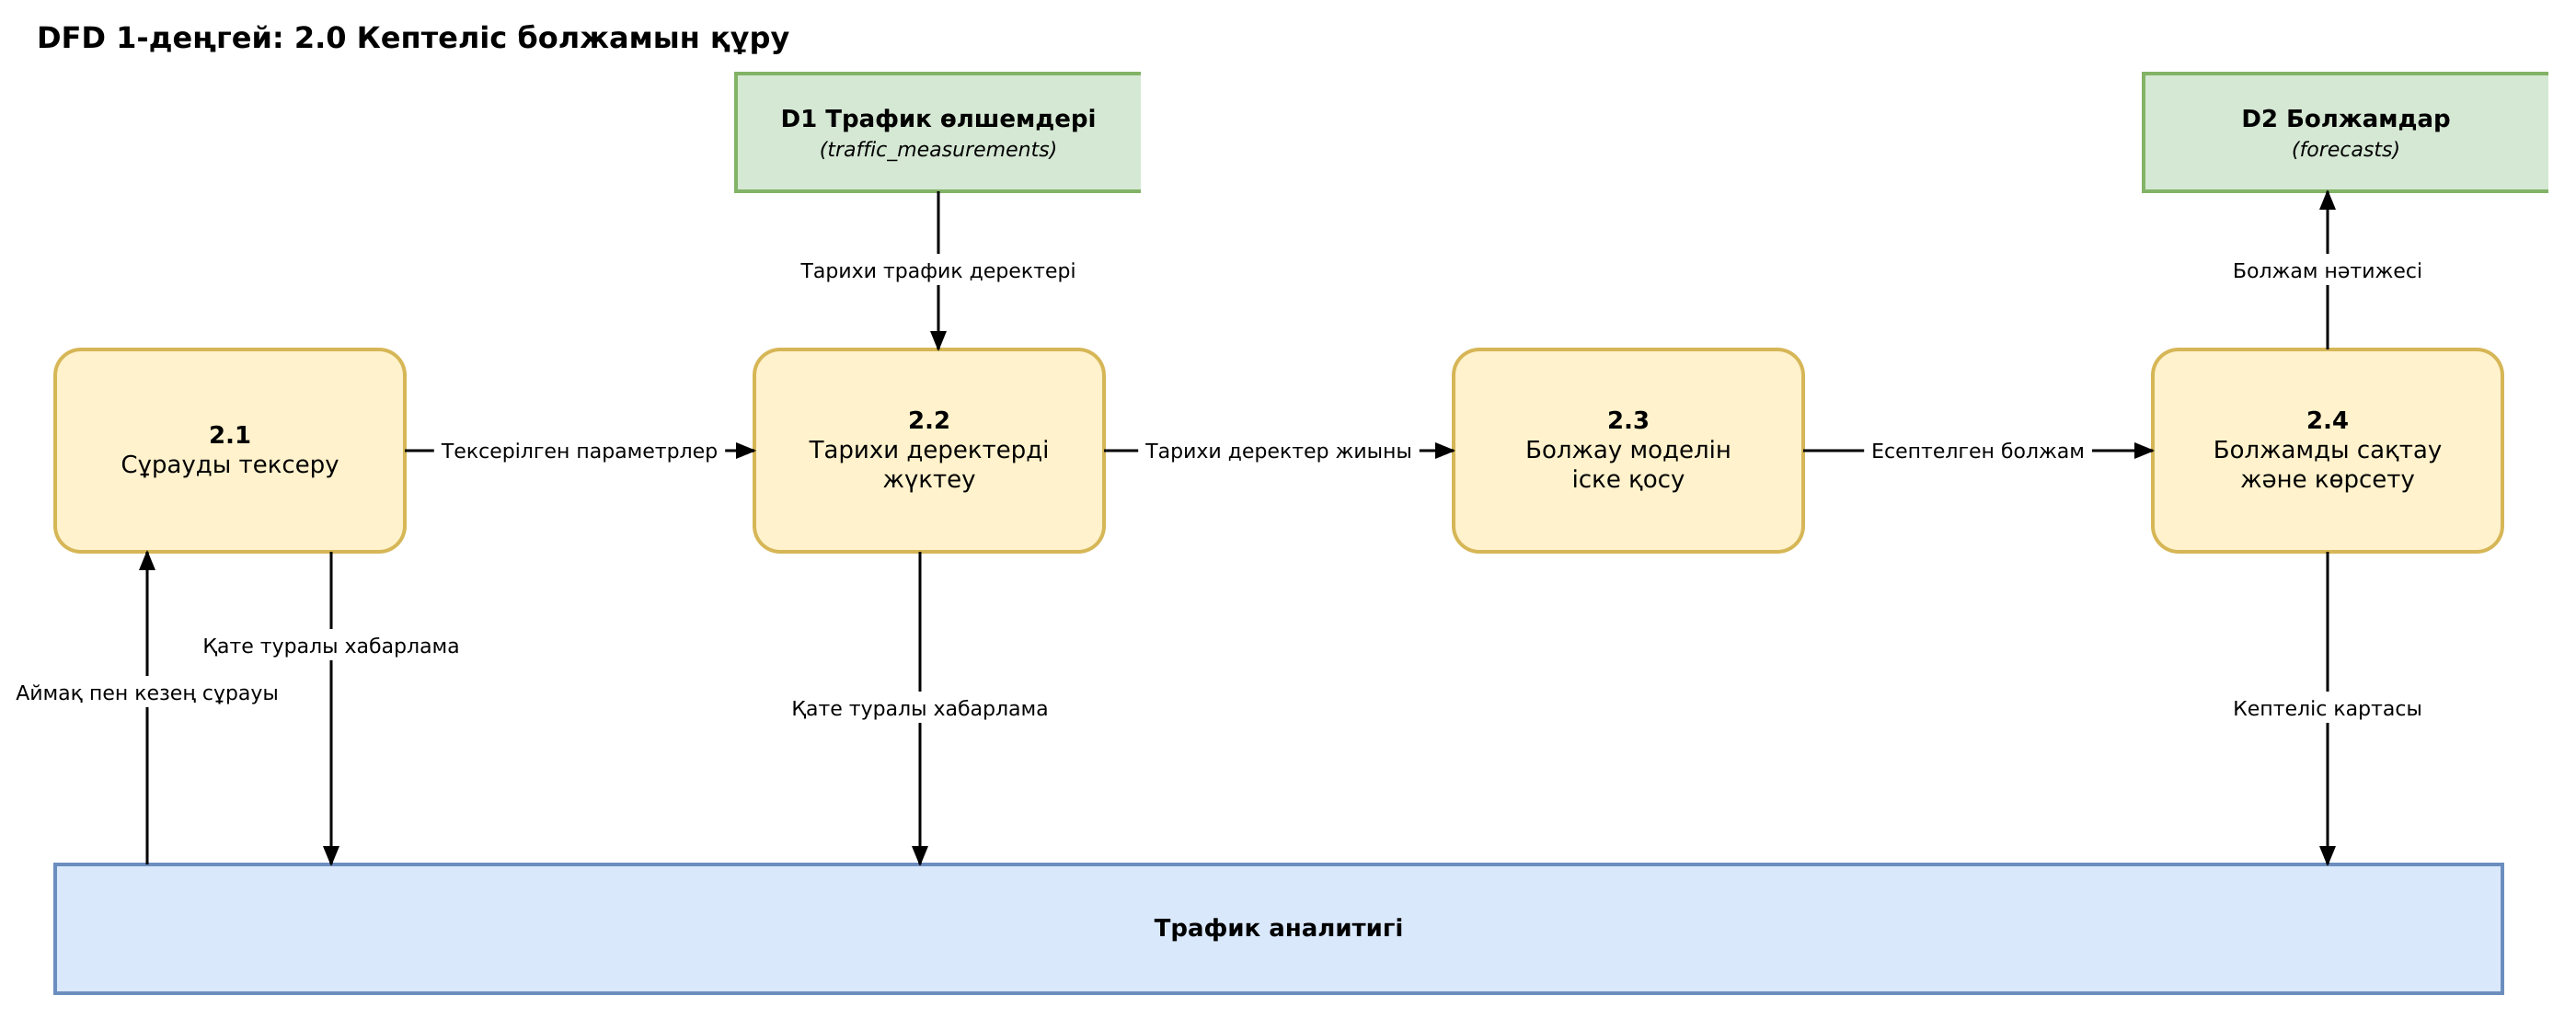 DFD 1-деңгей: 2.0 Кептеліс болжамын құру
D1 Трафик өлшемдері
(traffic_measurements)
D2 Болжамдар
(forecasts)
Тарихи трафик деректері
Болжам нәтижесі
2.1
Сұрауды тексеру
Тексерілген параметрлер
2.2
Тарихи деректерді
жүктеу
Тарихи деректер жиыны
2.3
Болжау моделін
іске қосу
Есептелген болжам
2.4
Болжамды сақтау
және көрсету
Қате туралы хабарлама
Аймақ пен кезең сұрауы
Қате туралы хабарлама
Кептеліс картасы
Трафик аналитигі